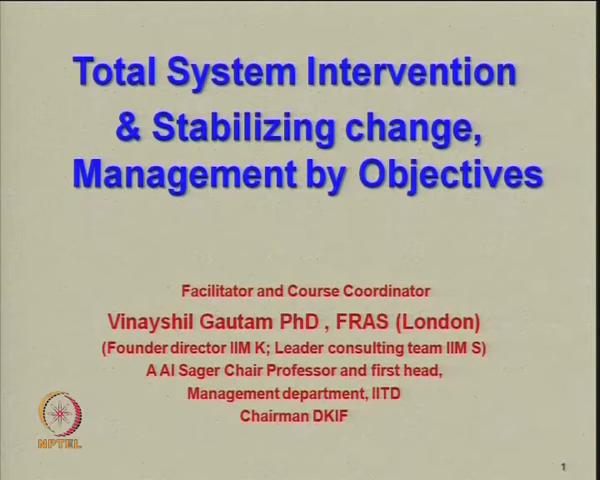 Total System Intervention
& Stabilizing change,
Management by Objectives
Facilitator and Course Coordinator
Vinayshil Gautam PhD , FRAS (London)
(Founder director IIM K; Leader consulting team IIM S)
A Al Sager Chair Professor and first head,
Management department, IITD
Chairman DKIF
NPTEL
1